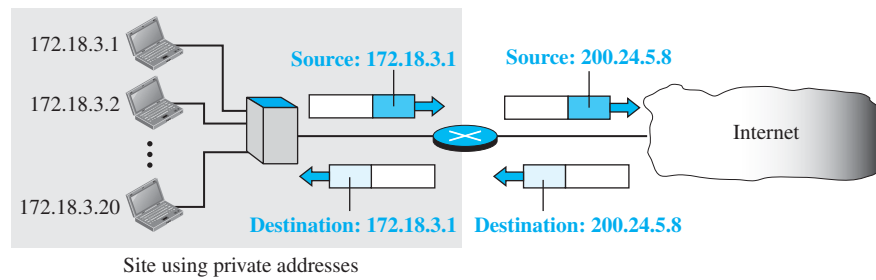 172.18.3.1
Source: 172.18.3.1
Source: 200.24.5.8
172.18.3.2
Internet
172.18.3.20
Destination: 172.18.3.1
Destination: 200.24.5.8
Site using private addresses